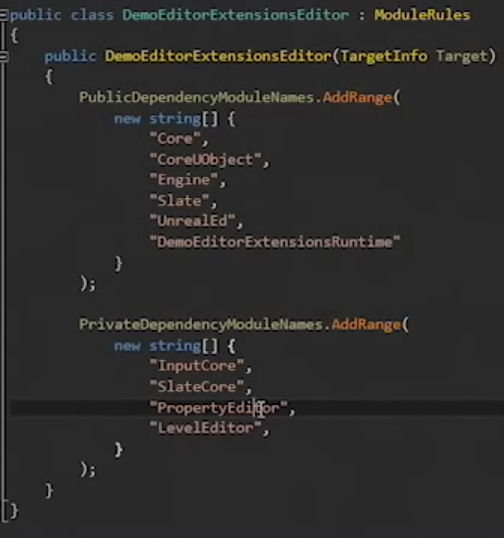 public class DemoEditorExtensionsEditor : ModuleRules
{
public DemoEditorExtensionsEditor(TargetInfo Target)
{
PublicDependencyModuleNames.AddRange(
new string[] {
"Core",
"CoreUObject",
"Engine",
"Slate",
"UnrealEd",
"DemoEditorExtensionsRuntime"
}
);
PrivateDependencyModuleNames.AddRange(
new string[] {
"InputCore",
"SlateCore",
"PropertyEditor",
"LevelEditor",
}
);
}
}